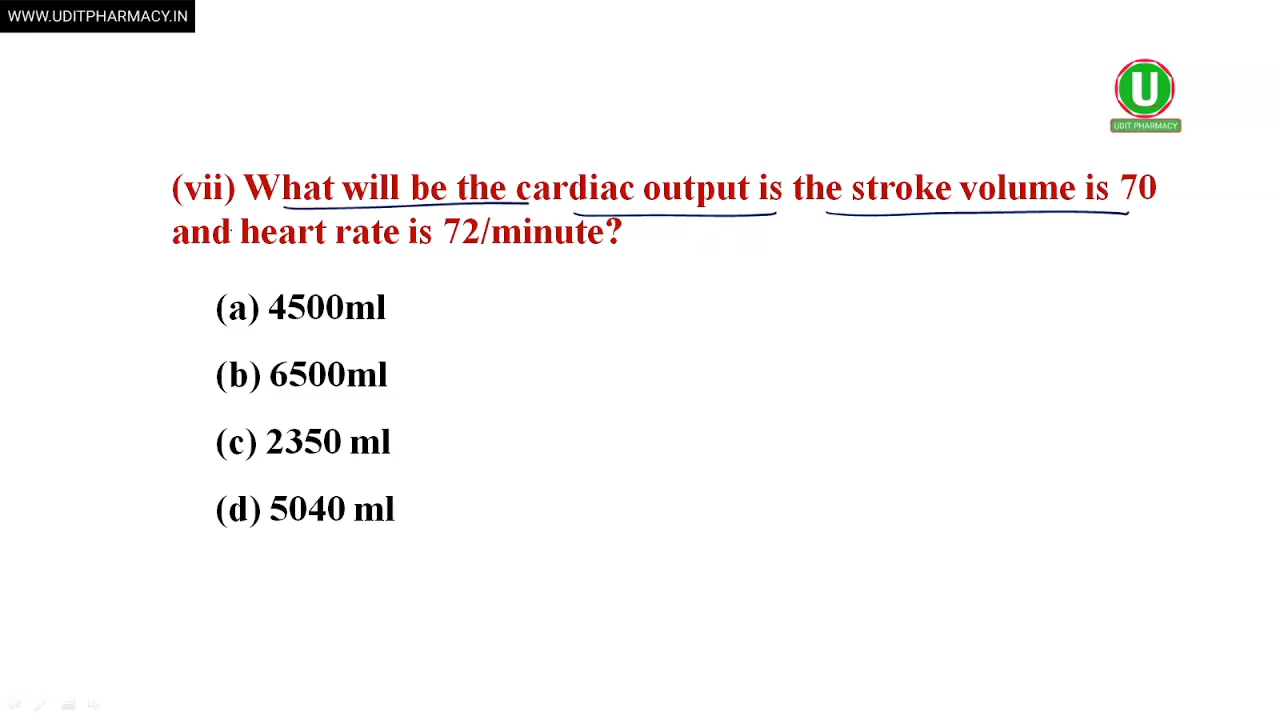 WWW.UDITPHARMACY.IN
U
UDIT PHARMACY
(vii) What will be the cardiac output is the stroke volume is 70
and heart rate is 72/minute?
(a) 4500ml
(b) 6500ml
(c) 2350 ml
(d) 5040 ml